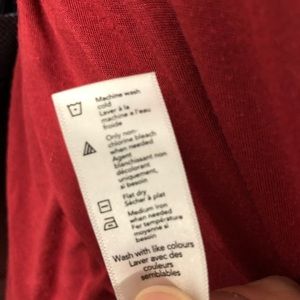 Machine wash
cold
Laver à la
machine a l'eau
froide
Only non-
chlorine bleach
when needed
Agent
blanchissant non
décolorant
uniquement,
si besoin
Flat dry
Sécher à plat
Medium iron
when needed
Fer température
moyenne si
besoin
Wash with like colours
Laver avec des
couleurs
semblables